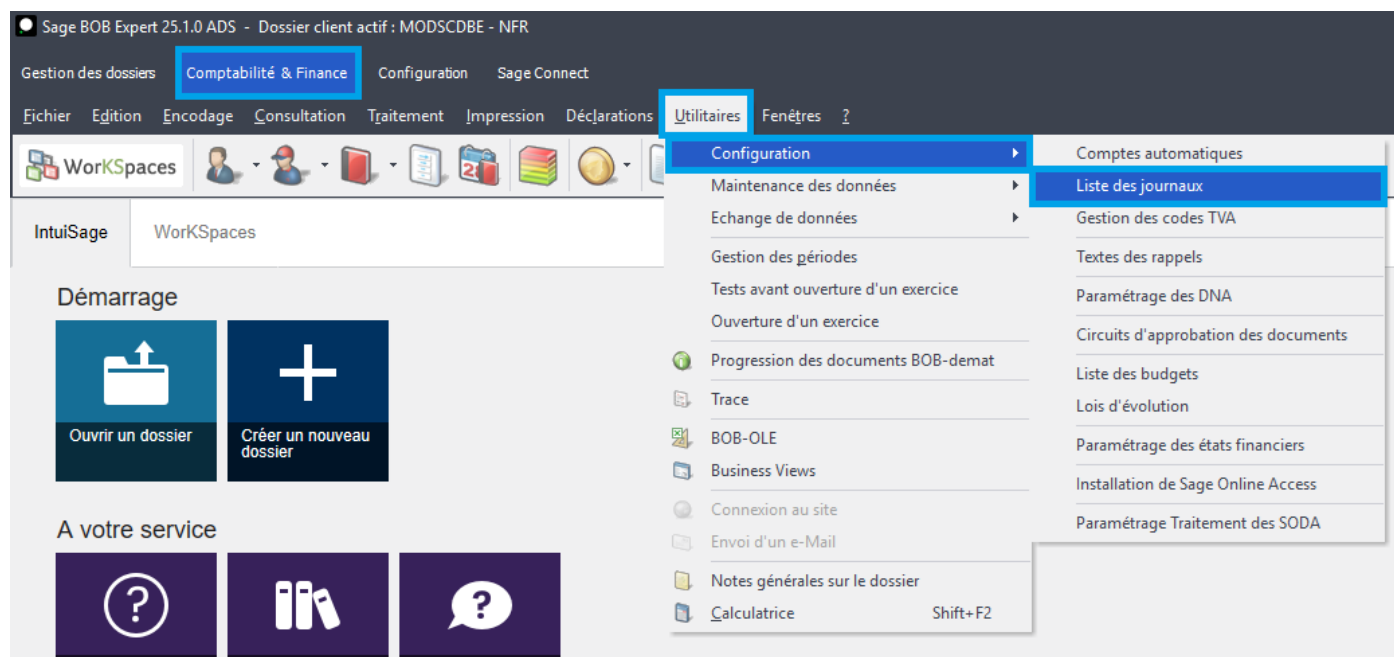 Sage BOB Expert 25.1.0 ADS - Dossier client actif : MODSCDBE - NFR
Gestion des dossiers Comptabilité & Finance Configuration Sage Connect
Fichier Edition Encodage Consultation Traitement Impression Déclarations Utilitaires Fenêtres ?
WorKSpaces
IntuiSage WorKSpaces
Démarrage
Ouvrir un dossier
Créer un nouveau
dossier
A votre service
Configuration
Maintenance des données
Echange de données
Gestion des périodes
Tests avant ouverture d'un exercice
Ouverture d'un exercice
Progression des documents BOB-demat
Trace
BOB-OLE
Business Views
Connexion au site
Envoi d'un e-Mail
Notes générales sur le dossier
Calculatrice Shift+F2
Comptes automatiques
Liste des journaux
Gestion des codes TVA
Textes des rappels
Paramétrage des DNA
Circuits d'approbation des documents
Liste des budgets
Lois d'évolution
Paramétrage des états financiers
Installation de Sage Online Access
Paramétrage Traitement des SODA